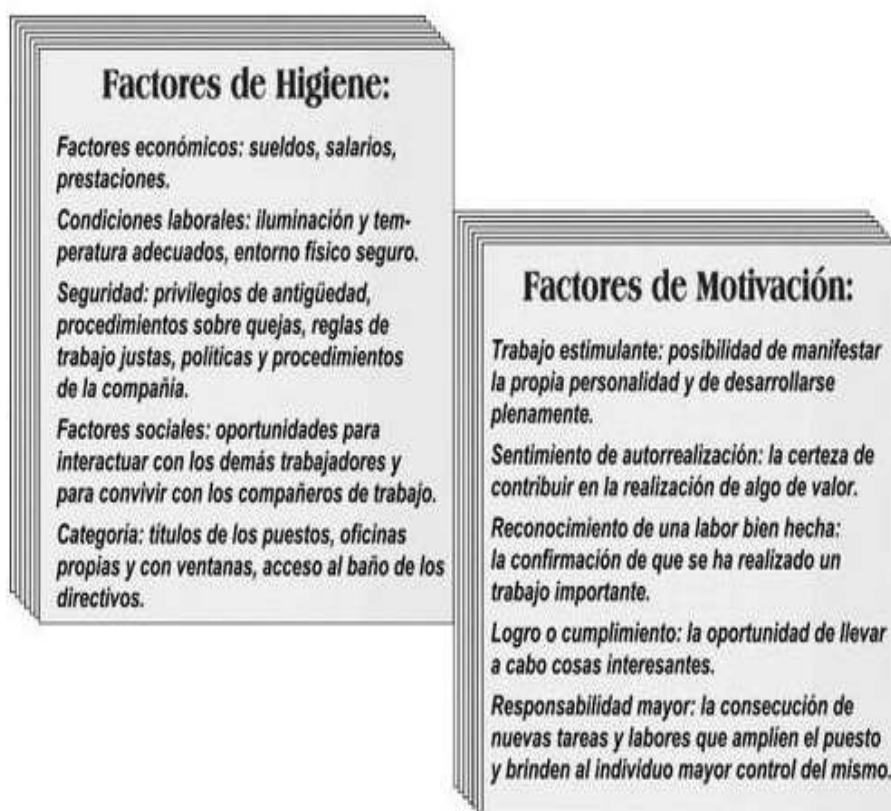 Factores de Higiene:
Factores económicos: sueldos, salarios,
prestaciones.
Condiciones laborales: iluminación y tem-
peratura adecuados, entorno físico seguro.
Seguridad: privilegios de antigüedad,
procedimientos sobre quejas, reglas de
trabajo justas, políticas y procedimientos
de la compañía.
Factores sociales: oportunidades para
interactuar con los demás trabajadores y
para convivir con los compañeros de trabajo.
Categoría: títulos de los puestos, oficinas
propias y con ventanas, acceso al baño de los
directivos.
Factores de Motivación:
Trabajo estimulante: posibilidad de manifestar
la propia personalidad y de desarrollarse
plenamente.
Sentimiento de autorrealización: la certeza de
contribuir en la realización de algo de valor.
Reconocimiento de una labor bien hecha:
la confirmación de que se ha realizado un
trabajo importante.
Logro o cumplimiento: la oportunidad de llevar
a cabo cosas interesantes.
Responsabilidad mayor: la consecución de
nuevas tareas y labores que amplíen el puesto
y brinden al individuo mayor control del mismo.